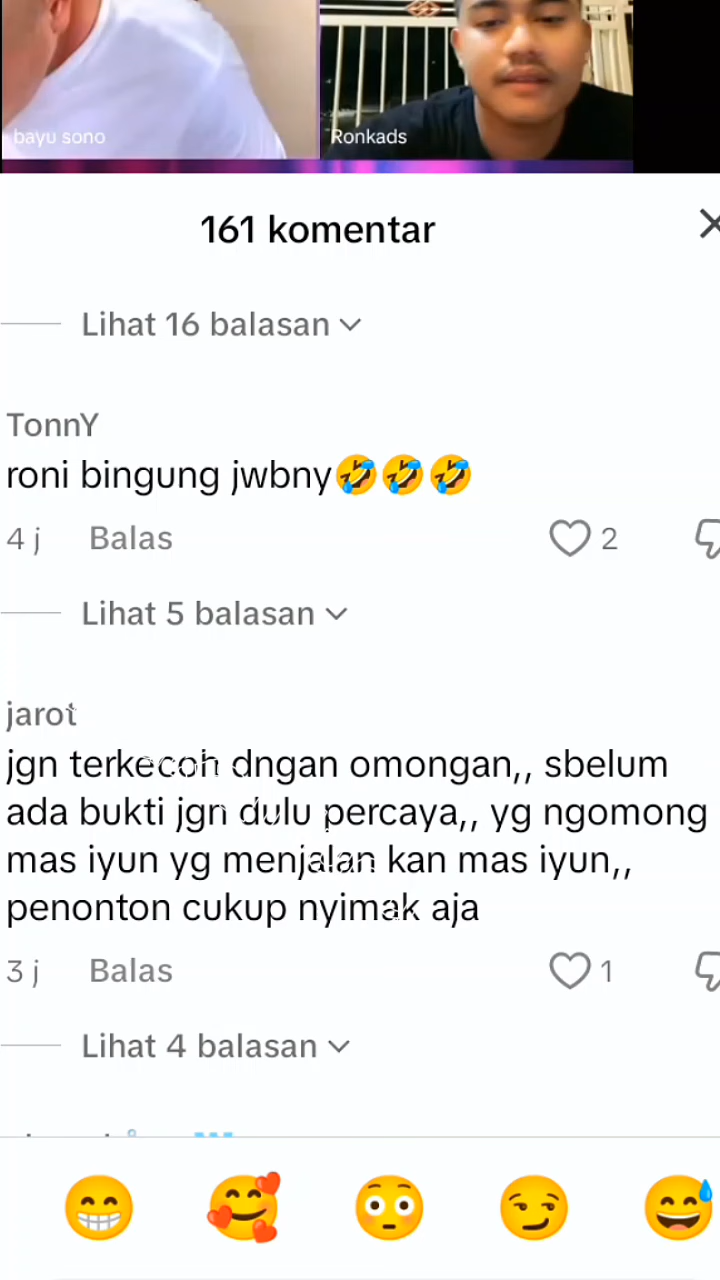 bayu sono
Ronkads
161 komentar
Lihat 16 balasan
TonnY
roni bingung jwbny🤣🤣🤣
4 j Balas 2
Lihat 5 balasan
jarot
jgn terkecoh dngan omongan,, sbelum
ada bukti jgn dulu percaya,, yg ngomong
mas iyun yg menjalan kan mas iyun,,
penonton cukup nyimak aja
3 j Balas 1
Lihat 4 balasan